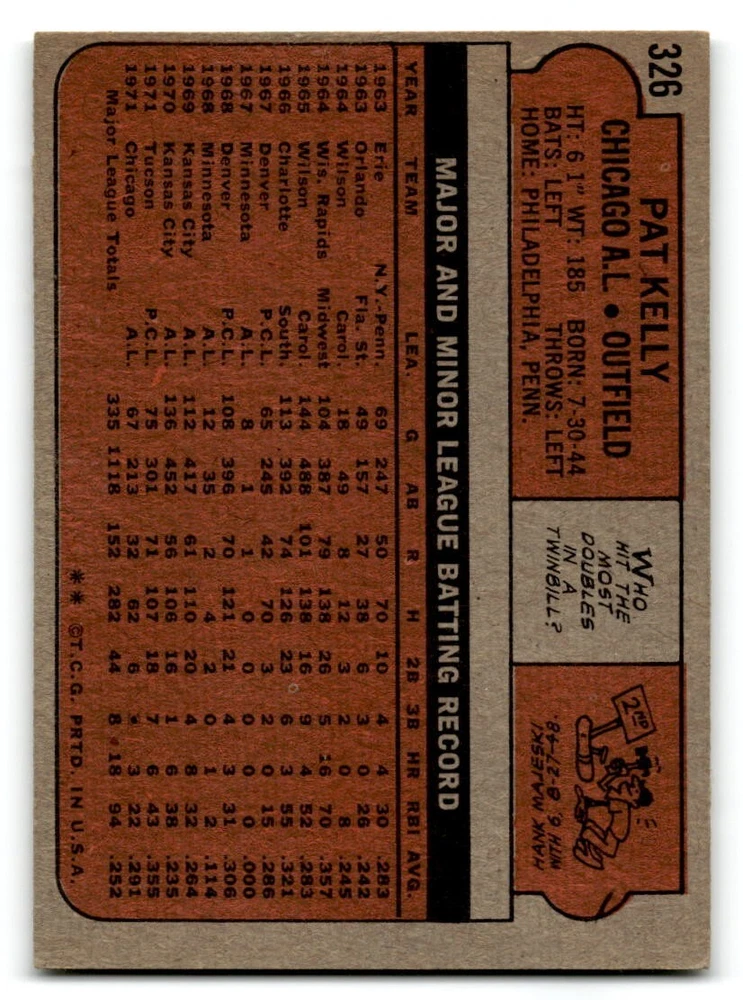 326
PAT KELLY
CHICAGO A.L. • OUTFIELD
HT: 6 1" WT: 185 BORN: 7-30-44
BATS: LEFT THROWS: LEFT
HOME: PHILADELPHIA, PENN.
WHO
HIT THE
MOST
DOUBLES
IN A
TWINBILL?
2ND
HANK MAJESKI
WITH 6 8-27-48
MAJOR AND MINOR LEAGUE BATTING RECORD
YEAR TEAM LEA. G AB R H 2B 3B HR RBI AVG.
1963 Erie N.Y.-Penn. 69 247 50 70 10 4 4 30 .283
1963 Orlando Fla. St. 49 157 27 38 6 3 0 26 .242
1964 Wilson Carol. 18 49 8 12 3 2 0 8 .245
1964 Wis. Rapids Midwest 104 387 79 138 26 5 16 70 .357
1965 Wilson Carol. 144 488 101 138 16 9 4 52 .283
1966 Charlotte South. 113 392 74 126 23 6 3 55 .321
1967 Denver P.C.L. 65 245 42 70 3 2 0 15 .286
1967 Minnesota A.L. 8 1 1 0 0 0 0 0 .000
1968 Denver P.C.L. 108 396 70 121 21 4 3 31 .306
1968 Minnesota A.L. 12 35 2 4 2 0 1 2 .114
1969 Kansas City A.L. 112 417 61 110 20 4 8 32 .264
1970 Kansas City A.L. 136 452 56 106 16 1 6 38 .235
1971 Tucson P.C.L. 75 301 71 107 18 7 6 43 .355
1971 Chicago A.L. 67 213 32 62 6 3 22 .291
Major League Totals 335 1118 152 282 44 8 18 94 .252
** ©T.C.G. PRTD. IN U.S.A.